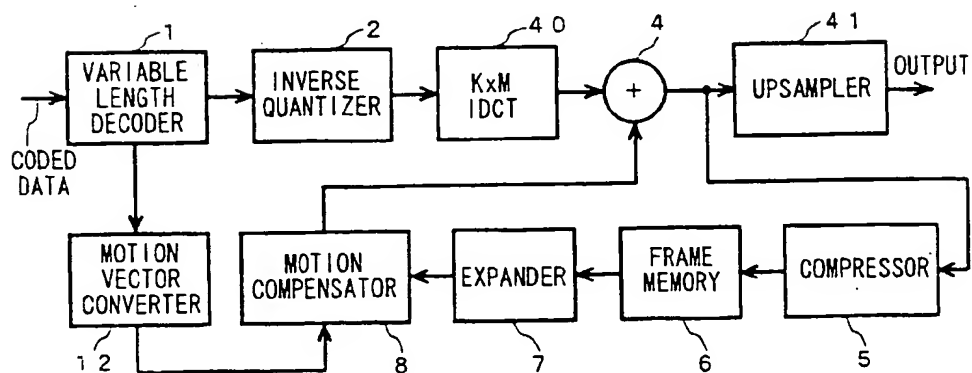 1
VARIABLE
LENGTH
DECODER
2
INVERSE
QUANTIZER
40
K×M
IDCT
4
+
41
UPSAMPLER
OUTPUT
CODED
DATA
MOTION
VECTOR
CONVERTER
12
MOTION
COMPENSATOR
8
EXPANDER
7
FRAME
MEMORY
6
COMPRESSOR
5